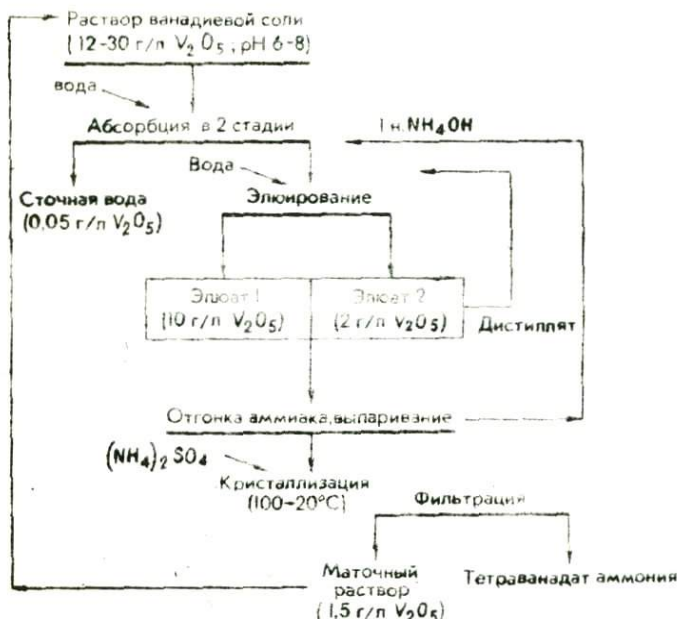 Раствор ванадиевой соли
(12-30 г/л V₂O₅; pH 6-8)
вода
Абсорбция в 2 стадии
1 н. NH₄OH
Вода
Сточная вода
(0,05 г/л V₂O₅)
Элюирование
Элюат 1
(10 г/л V₂O₅)
Элюат 2
(2 г/л V₂O₅)
Дистиллят
Отгонка аммиака, выпаривание
(NH₄)₂SO₄
Кристаллизация
(100-20°C)
Фильтрация
Маточный
раствор
(1,5 г/л V₂O₅)
Тетраванадат аммония